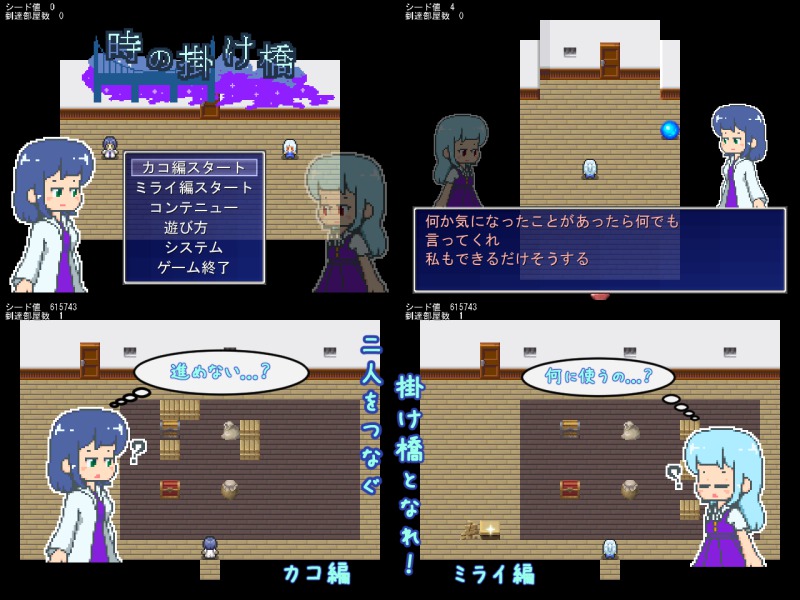 シード値 0
到達部屋数 0
時の掛け橋
カコ編スタート
ミライ編スタート
コンテニュー
遊び方
システム
ゲーム終了
シード値 4
到達部屋数 0
何か気になったことがあったら何でも
言ってくれ
私もできるだけそうする
シード値 615743
到達部屋数 1
進めない…?
?
カコ編
二人をつなぐ
掛け橋となれ!
シード値 615743
到達部屋数 1
何に使うの…?
?
ミライ編